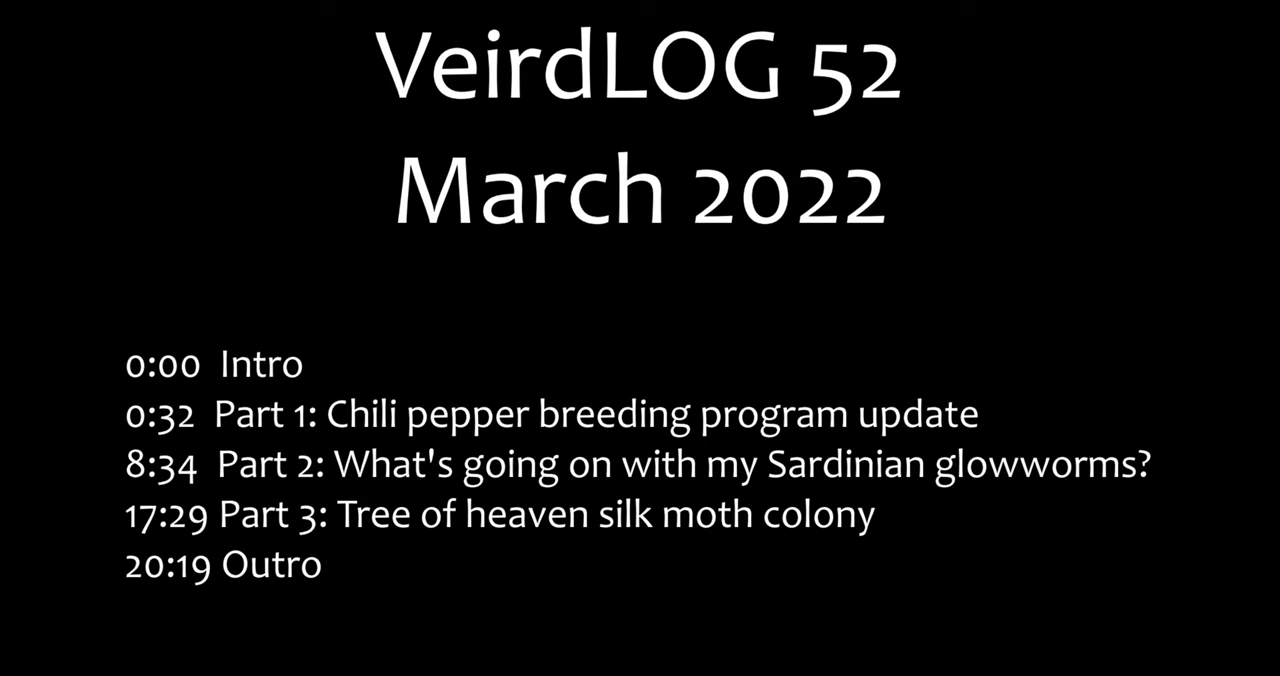 VeirdLOG 52
March 2022
0:00 Intro
0:32 Part 1: Chili pepper breeding program update
8:34 Part 2: What's going on with my Sardinian glowworms?
17:29 Part 3: Tree of heaven silk moth colony
20:19 Outro